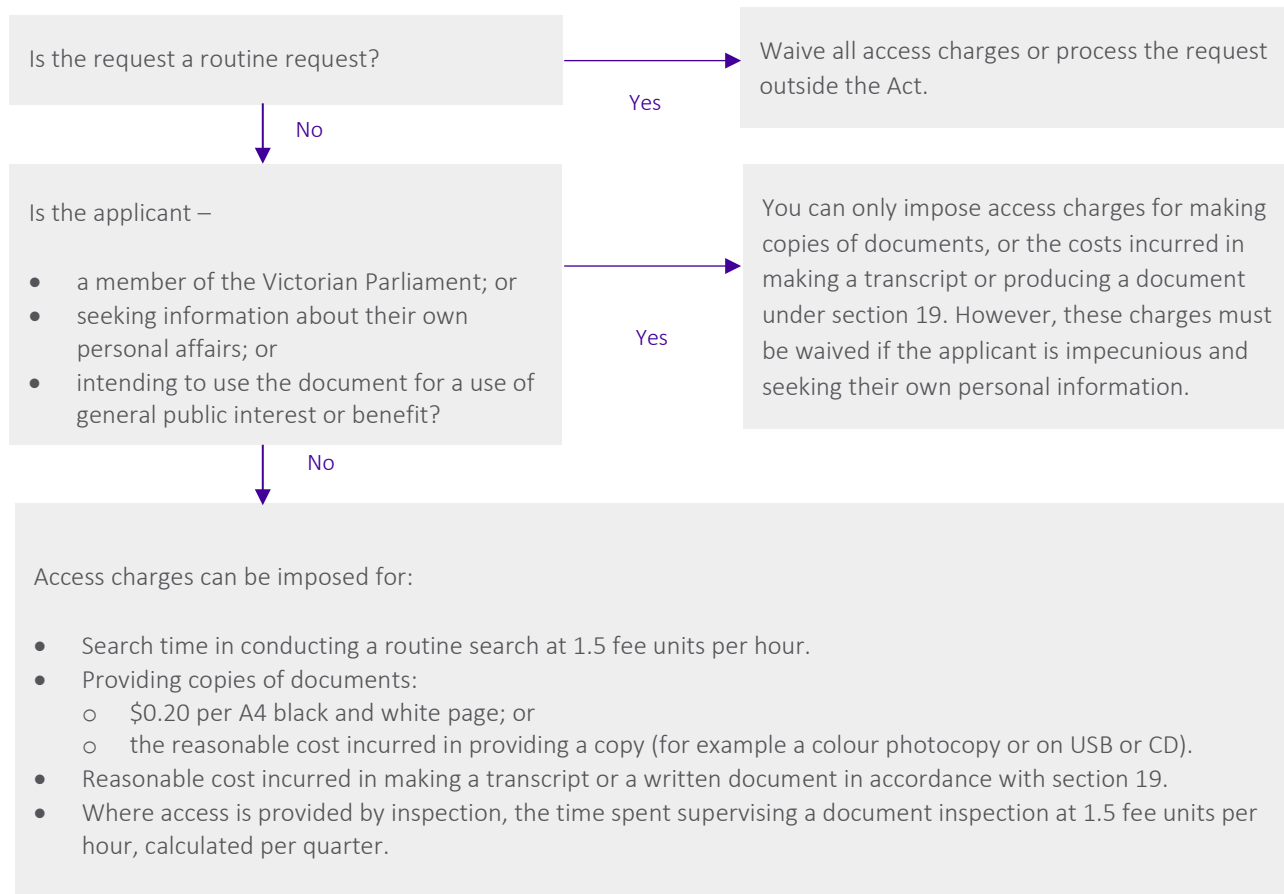 Is the request a routine request?
Waive all access charges or process the request
outside the Act.
Yes
No
Is the applicant –
• a member of the Victorian Parliament; or
• seeking information about their own
personal affairs; or
• intending to use the document for a use of
general public interest or benefit?
You can only impose access charges for making
copies of documents, or the costs incurred in
making a transcript or producing a document
under section 19. However, these charges must
be waived if the applicant is impecunious and
seeking their own personal information.
Yes
No
Access charges can be imposed for:
• Search time in conducting a routine search at 1.5 fee units per hour.
• Providing copies of documents:
o $0.20 per A4 black and white page; or
o the reasonable cost incurred in providing a copy (for example a colour photocopy or on USB or CD).
• Reasonable cost incurred in making a transcript or a written document in accordance with section 19.
• Where access is provided by inspection, the time spent supervising a document inspection at 1.5 fee units per
hour, calculated per quarter.